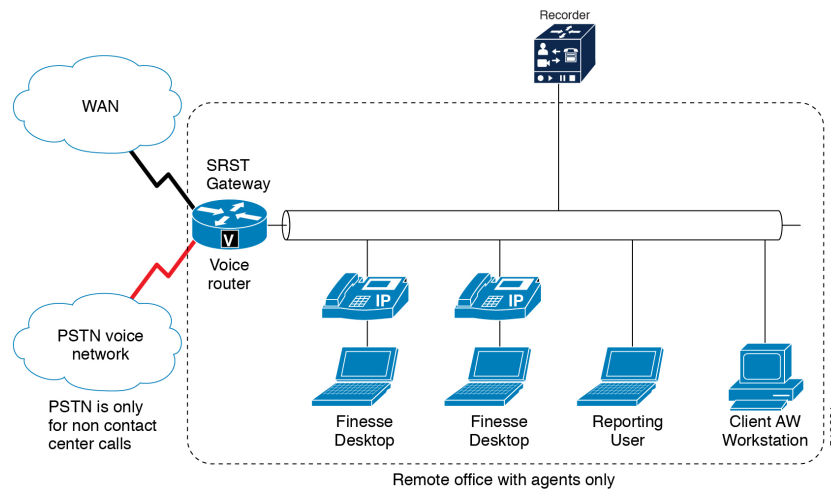 Recorder
WAN
SRST
Gateway
V
Voice
router
IP
IP
PSTN voice
network
PSTN is only
for non contact
center calls
Finesse
Desktop
Finesse
Desktop
Reporting
User
Client AW
Workstation
Remote office with agents only